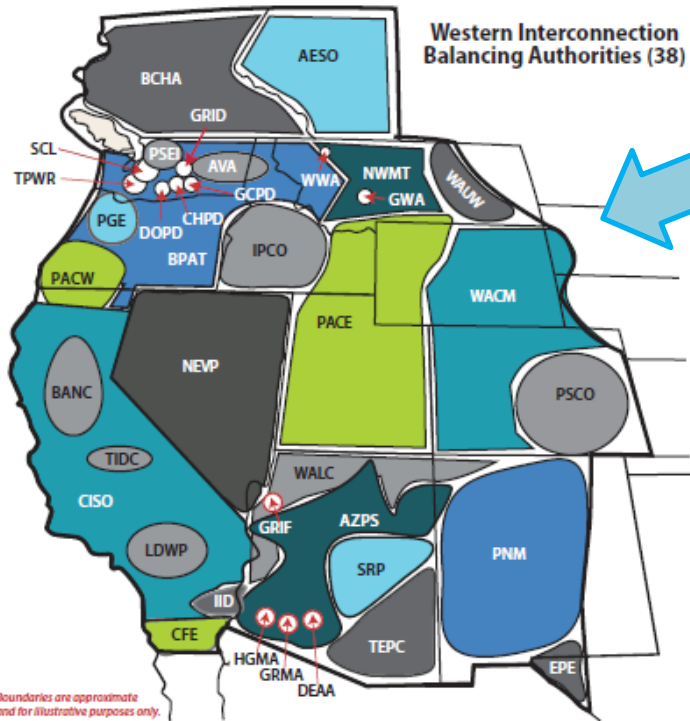 Western Interconnection
Balancing Authorities (38)
AESO
BCHA
GRID
SCL
PSEI
AVA
WWA
NWMT
WAUW
TPWR
GCPD
GWA
PGE
CHPD
DOPD
BPAT
IPCO
PACW
WACM
PACE
NEVP
BANC
PSCO
TIDC
WALC
CISO
GRIF
AZPS
LDWP
SRP
PNM
IID
CFE
TEPC
HGMA
GRMA
DEAA
EPE
Boundaries are approximate
and for illustrative purposes only.